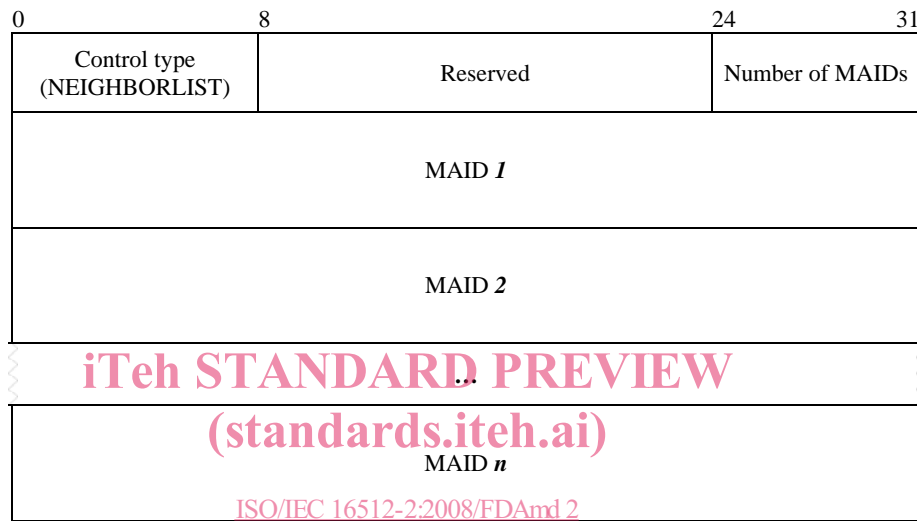 0 8 24 31
Control type
(NEIGHBORLIST)
Reserved
Number of MAIDs
MAID 1
MAID 2
iTeh STANDARD PREVIEW
...
(standards.iteh.ai)
MAID n
ISO/IEC 16512-2:2008/FDAmd 2